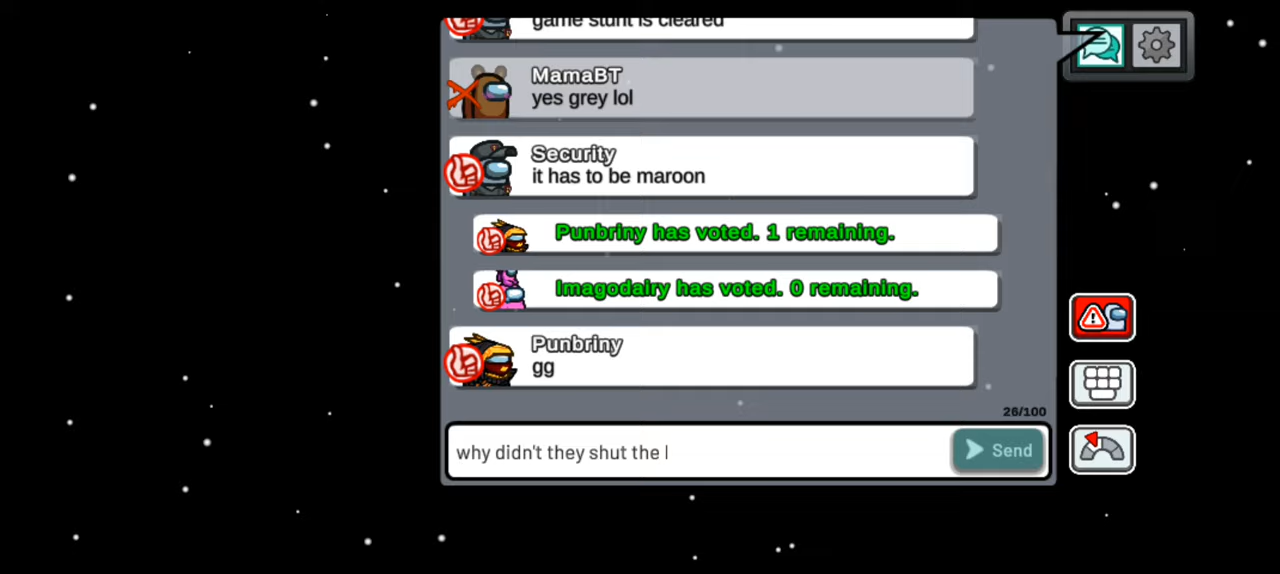 game stunt is cleared
MamaBT
yes grey lol
Security
it has to be maroon
Punbriny has voted. 1 remaining.
Imagodairy has voted. 0 remaining.
Punbriny
gg
26/100
why didn't they shut the l
Send